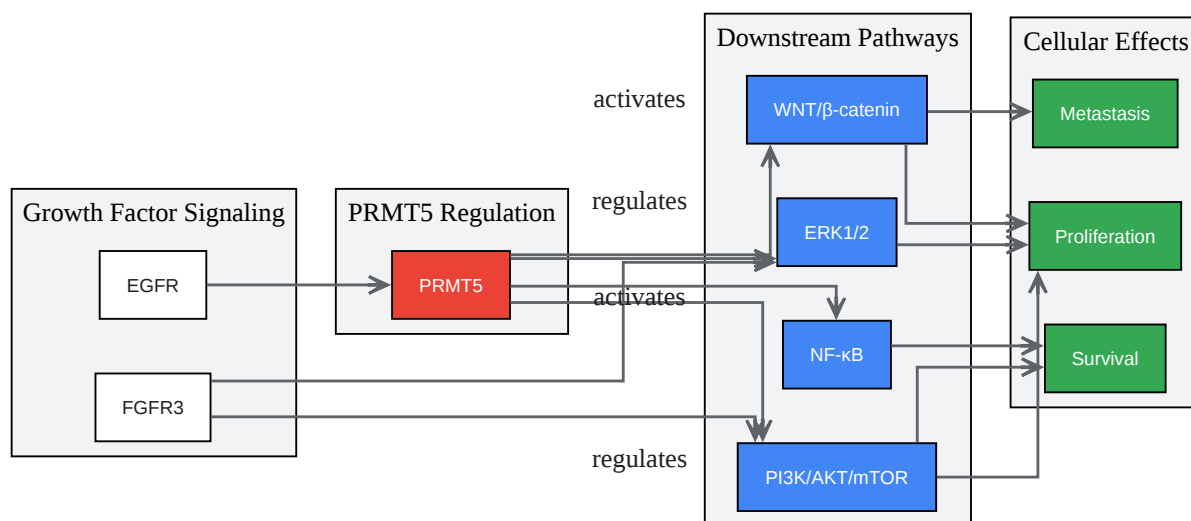 Downstream Pathways
Cellular Effects
activates
WNT/β-catenin
Metastasis
regulates
Growth Factor Signaling
PRMT5 Regulation
ERK1/2
Proliferation
EGFR
PRMT5
activates
NF-κB
Survival
FGFR3
regulates
PI3K/AKT/mTOR